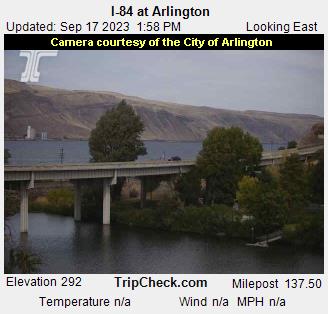 I-84 at Arlington
Updated: Sep 17 2023 1:58 PM Looking East
Camera courtesy of the City of Arlington
Elevation 292 TripCheck.com Milepost 137.50
Temperature n/a Wind n/a MPH n/a